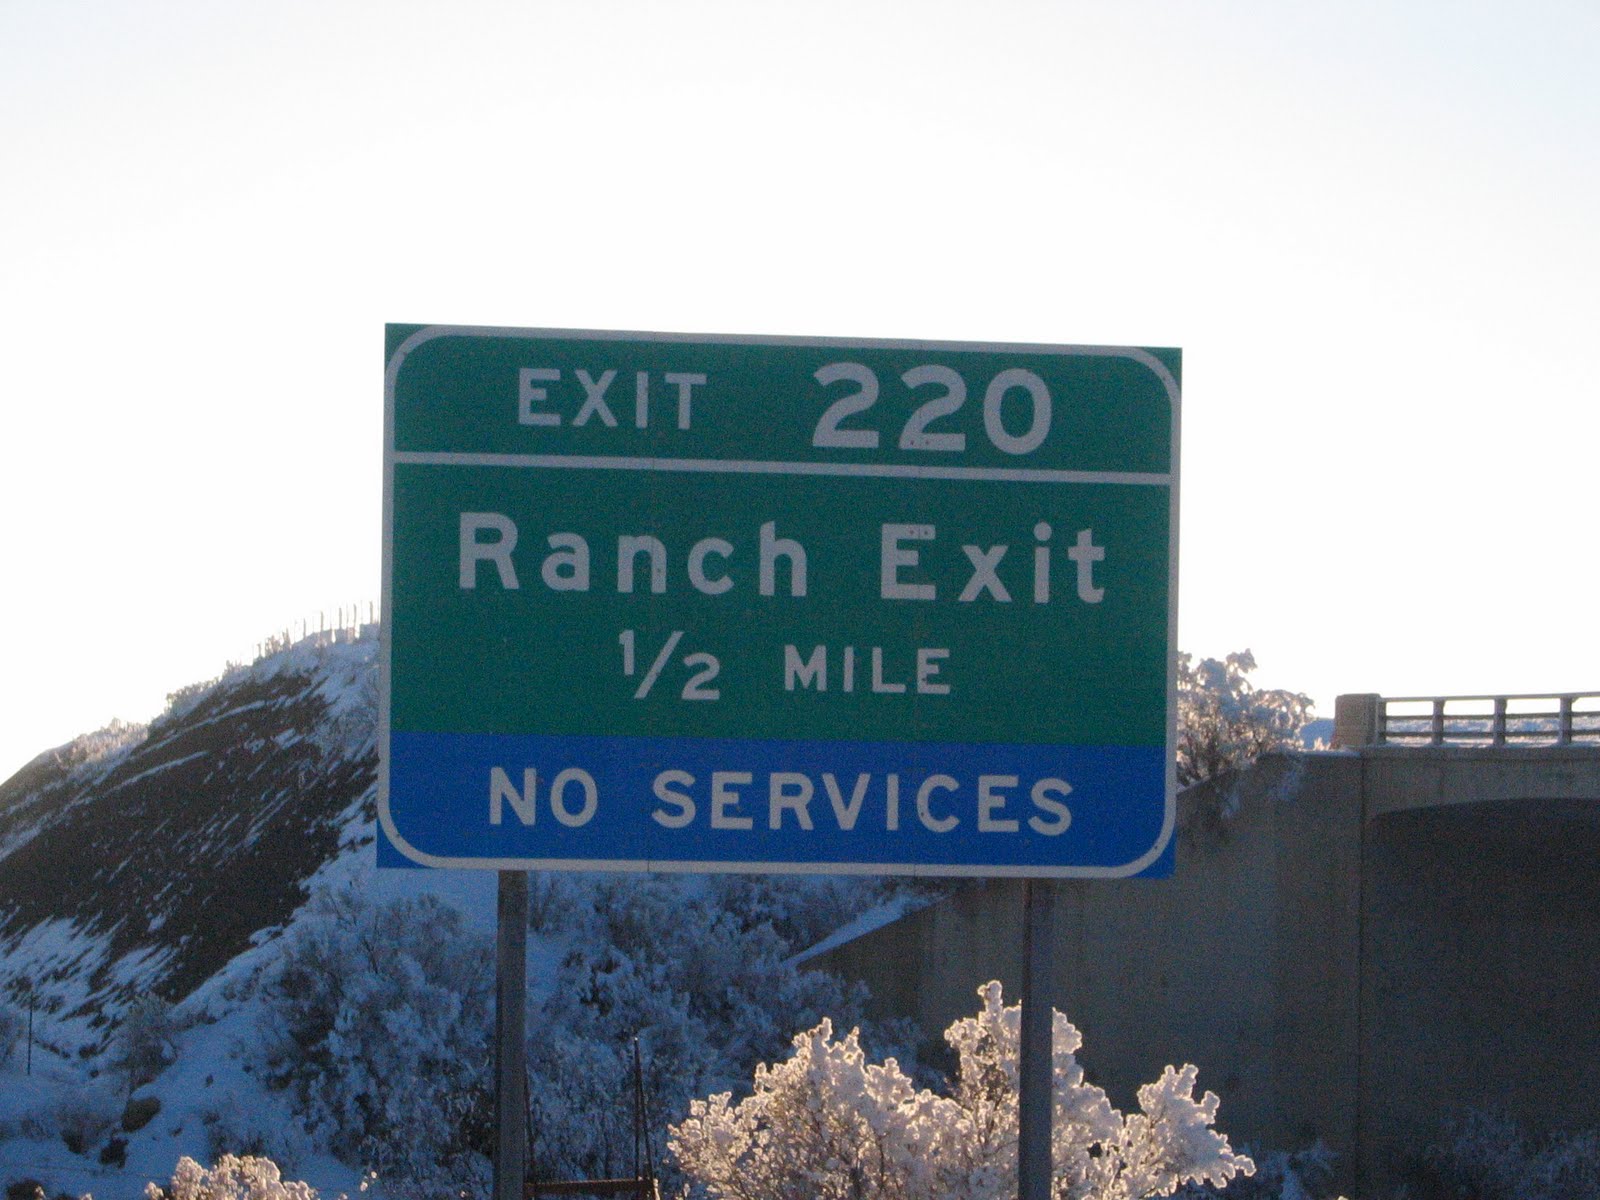 EXIT 220
Ranch Exit
1/2 MILE
NO SERVICES